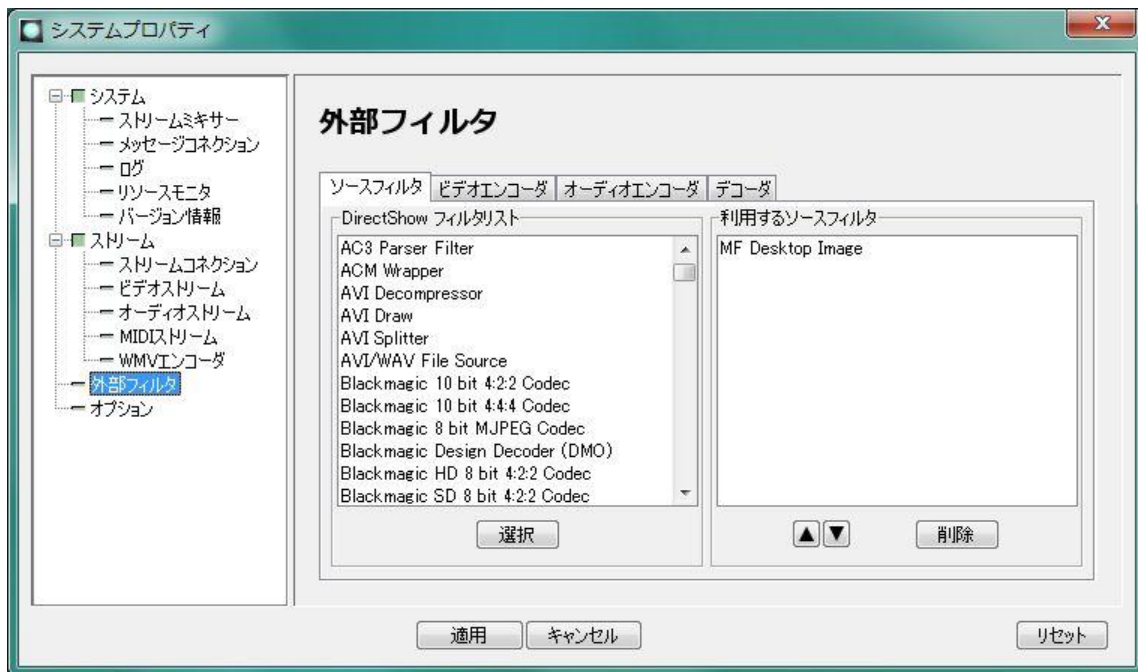 システムプロパティ
システム
ストリームミキサー
メッセージコネクション
ログ
リソースモニタ
バージョン情報
ストリーム
ストリームコネクション
ビデオストリーム
オーディオストリーム
MIDIストリーム
WMVエンコーダ
外部フィルタ
オプション
外部フィルタ
ソースフィルタ ビデオエンコーダ オーディオエンコーダ デコーダ
DirectShow フィルタリスト
AC3 Parser Filter
ACM Wrapper
AVI Decompressor
AVI Draw
AVI Splitter
AVI/WAV File Source
Blackmagic 10 bit 4:2:2 Codec
Blackmagic 10 bit 4:4:4 Codec
Blackmagic 8 bit MJPEG Codec
Blackmagic Design Decoder (DMO)
Blackmagic HD 8 bit 4:2:2 Codec
Blackmagic SD 8 bit 4:2:2 Codec
選択
利用するソースフィルタ
MF Desktop Image
削除
適用 キャンセル リセット